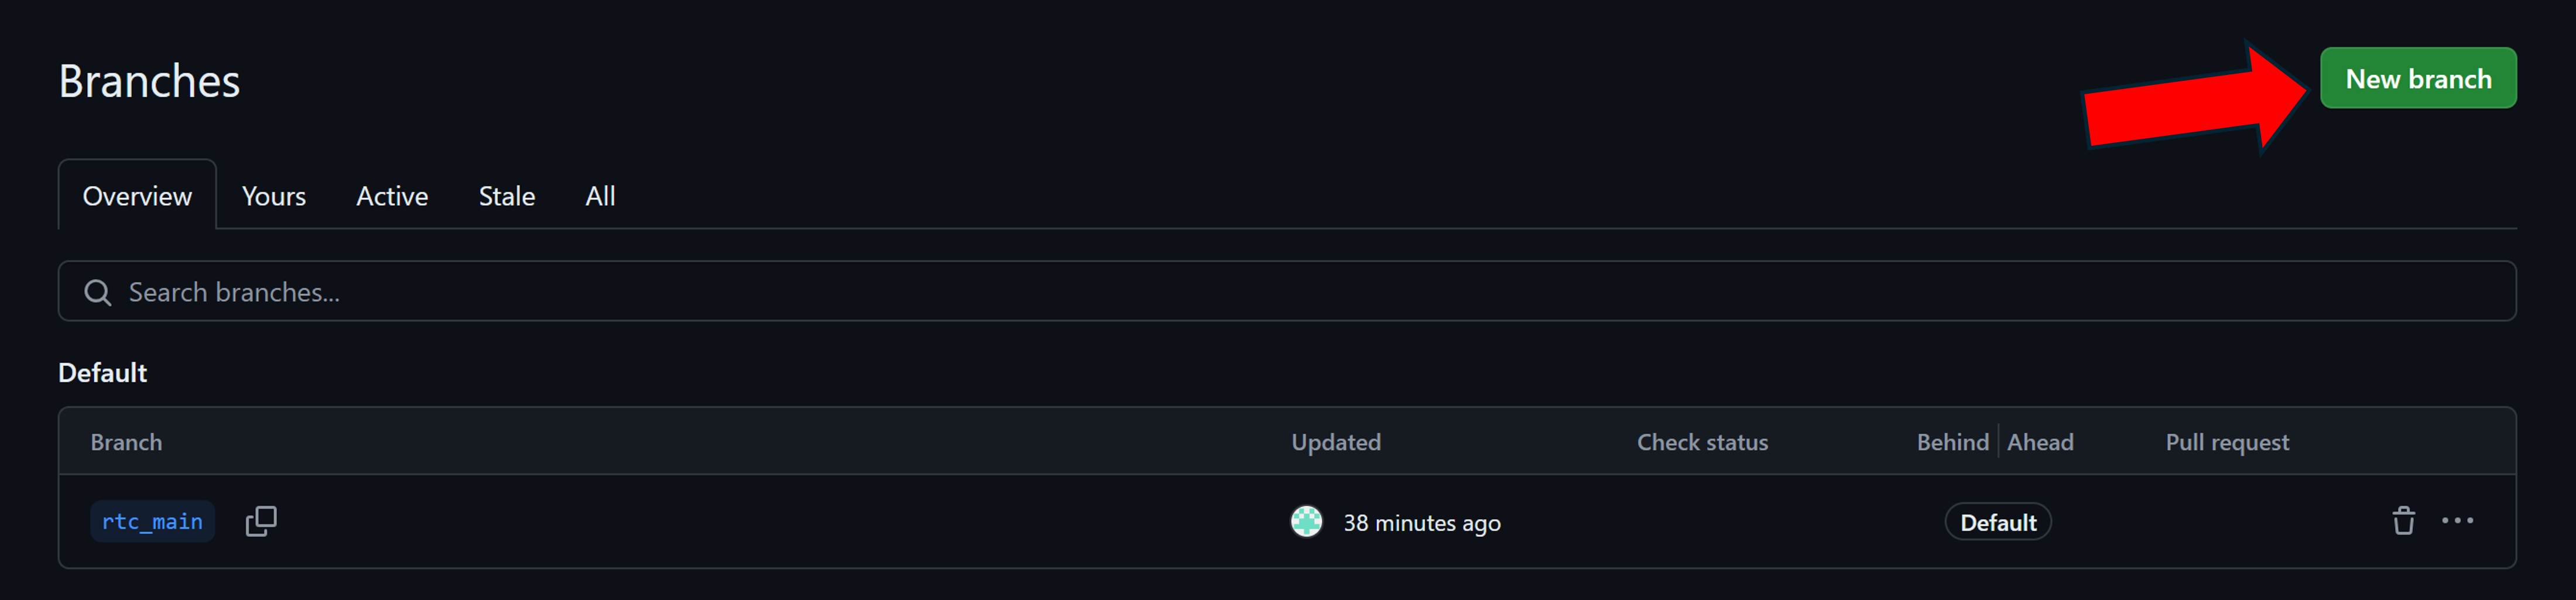 Branches
New branch
Overview Yours Active Stale All
Search branches...
Default
Branch Updated Check status Behind Ahead Pull request
rtc_main 38 minutes ago Default